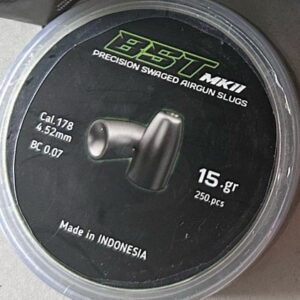 BST MKII
PRECISION SWAGED AIRGUN SLUGS
Cal.178
4.52mm
BC 0.07
15.gr
250.pcs
Made in INDONESIA